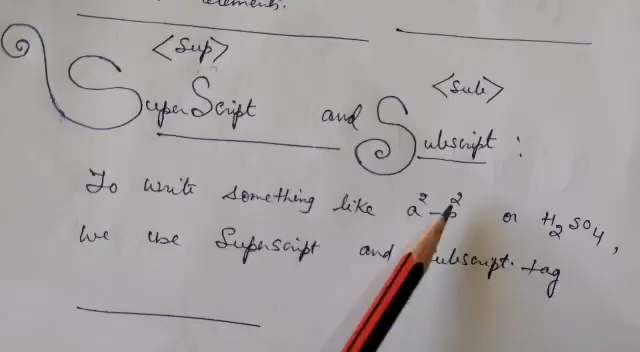 elements.
<Sup> <Sub>
SuperScript and Subscript :
To write something like a²-b² or H₂SO₄,
we use Superscript and Subscript. tag